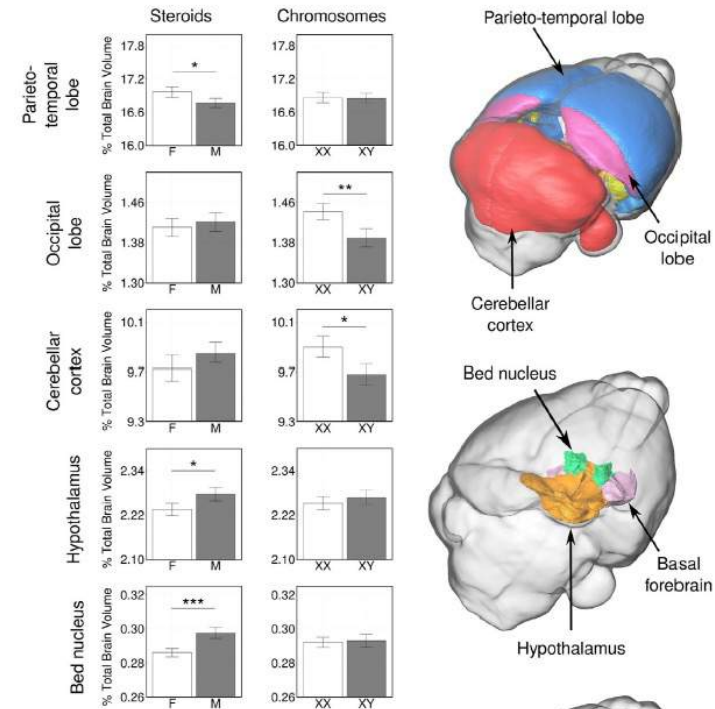 Steroids
Chromosomes
Parieto-
temporal
lobe
% Total Brain Volume
17.8
17.2
16.6
16.0
*
F M
17.8
17.2
16.6
16.0
XX XY
Occipital
lobe
% Total Brain Volume
1.46
1.38
1.30
F M
1.46
1.38
1.30
**
XX XY
Cerebellar
cortex
% Total Brain Volume
10.1
9.7
9.3
F M
10.1
9.7
9.3
*
XX XY
Hypothalamus
% Total Brain Volume
2.34
2.22
2.10
*
F M
2.34
2.22
2.10
XX XY
Bed nucleus
% Total Brain Volume
0.32
0.30
0.28
0.26
***
F M
0.32
0.30
0.28
0.26
XX XY
Parieto-temporal lobe
Occipital
lobe
Cerebellar
cortex
Bed nucleus
Basal
forebrain
Hypothalamus